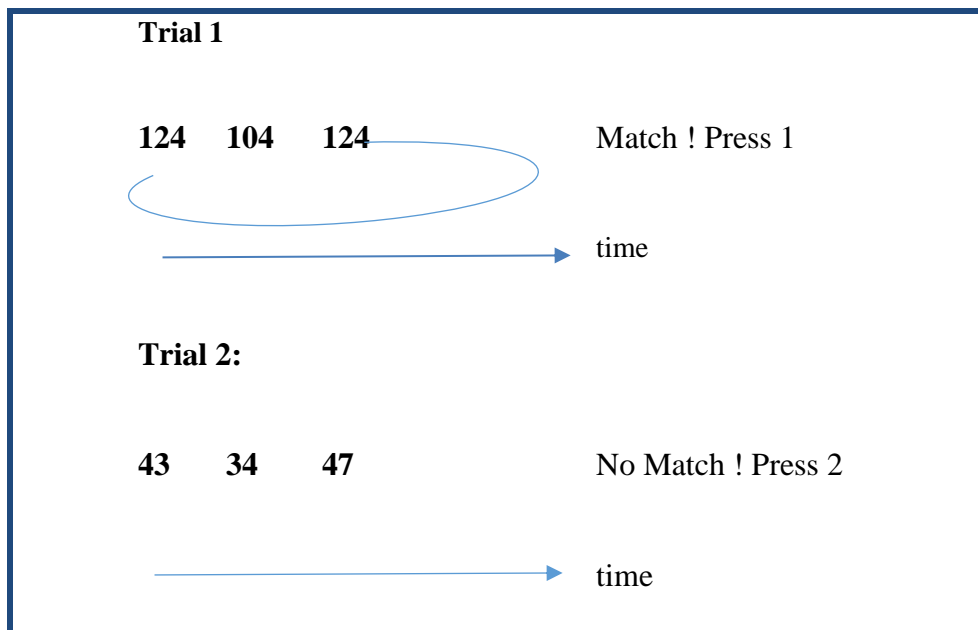 Trial 1
124 104 124 Match ! Press 1
time
Trial 2:
43 34 47 No Match ! Press 2
time